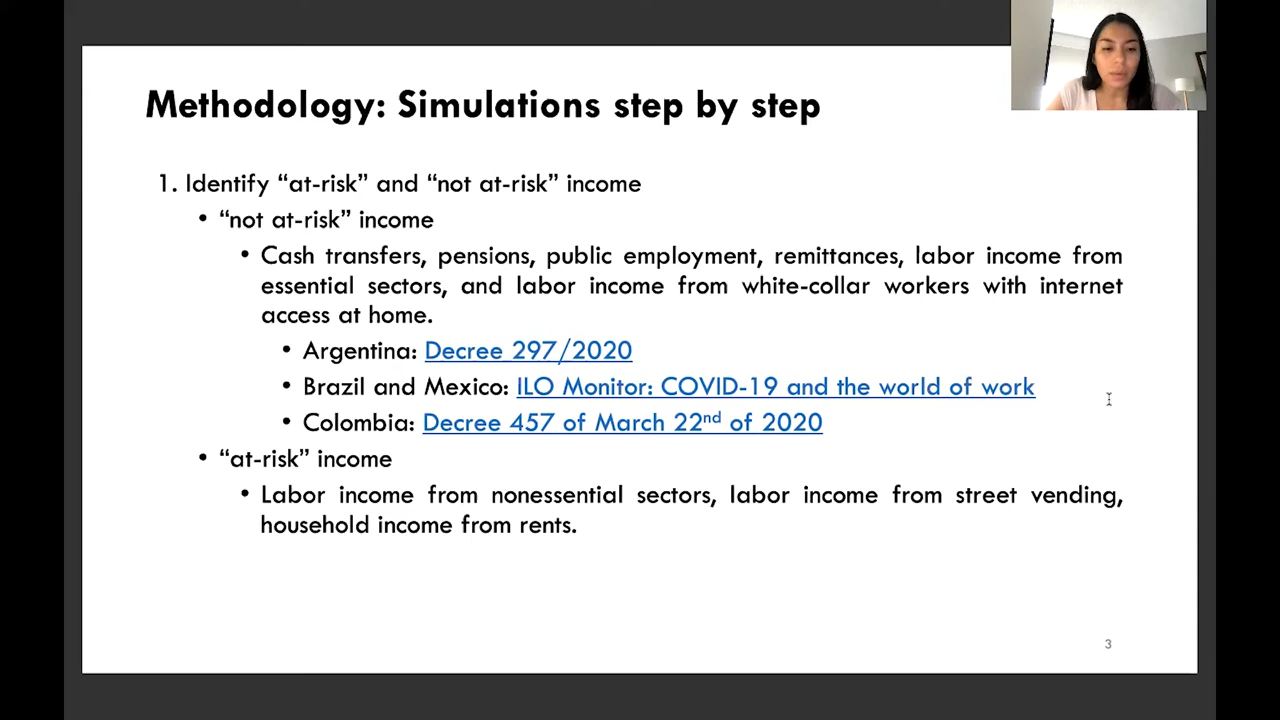 Methodology: Simulations step by step
1. Identify “at-risk” and “not at-risk” income
• “not at-risk” income
• Cash transfers, pensions, public employment, remittances, labor income from
essential sectors, and labor income from white-collar workers with internet
access at home.
• Argentina: Decree 297/2020
• Brazil and Mexico: ILO Monitor: COVID-19 and the world of work
• Colombia: Decree 457 of March 22nd of 2020
• “at-risk” income
• Labor income from nonessential sectors, labor income from street vending,
household income from rents.
3